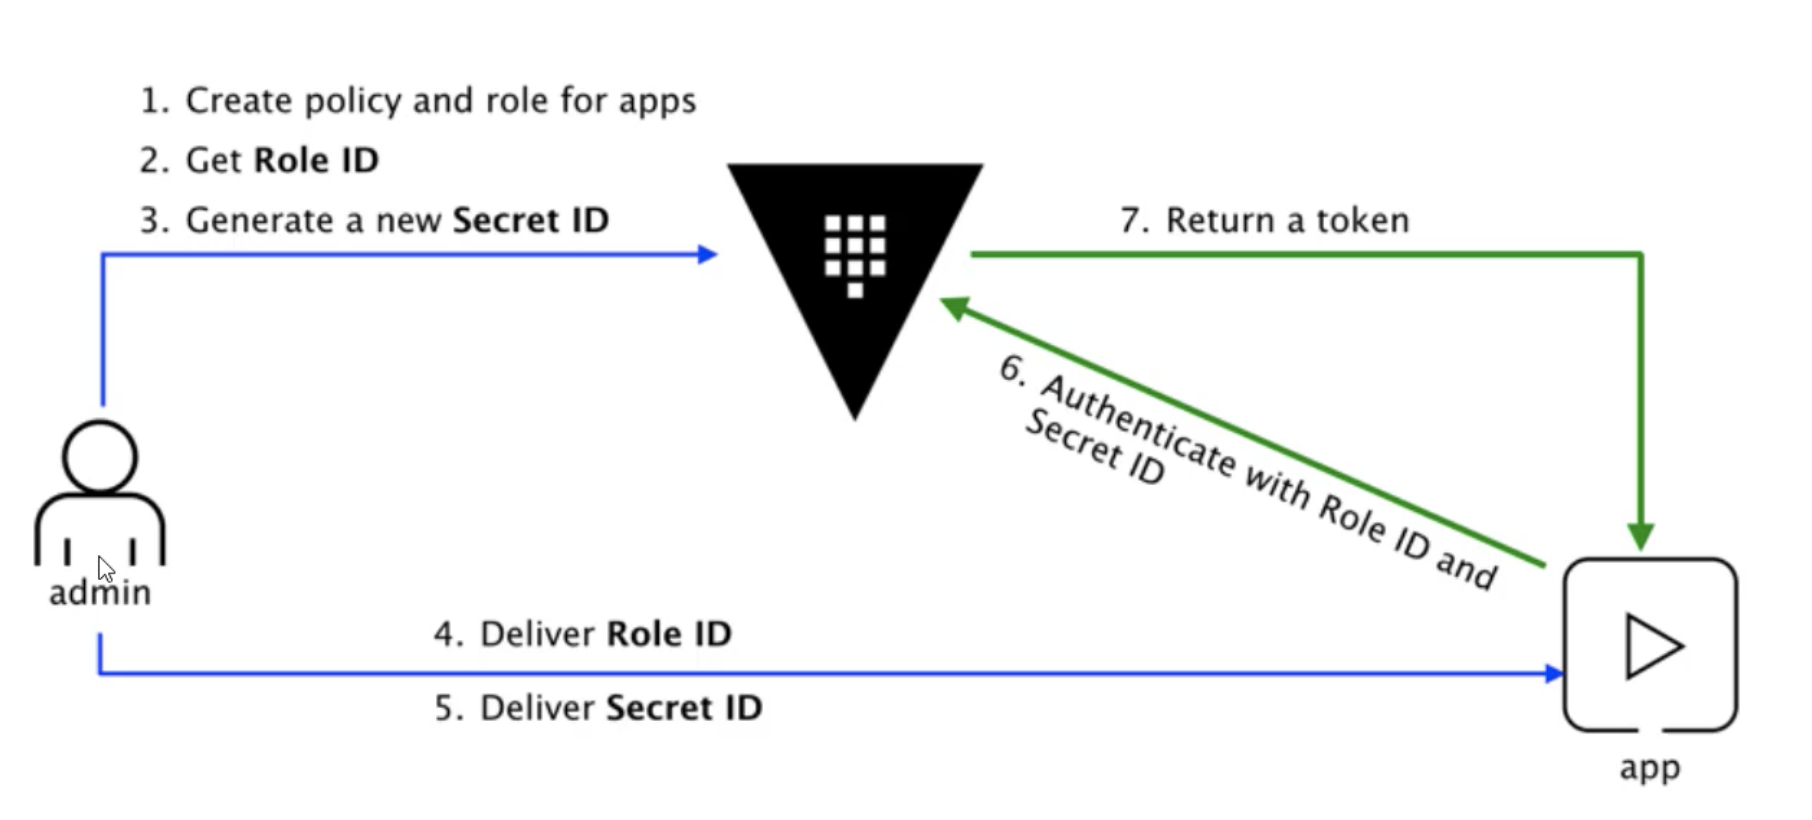 1. Create policy and role for apps
2. Get Role ID
3. Generate a new Secret ID
7. Return a token
6. Authenticate with Role ID and
Secret ID
admin
4. Deliver Role ID
5. Deliver Secret ID
app